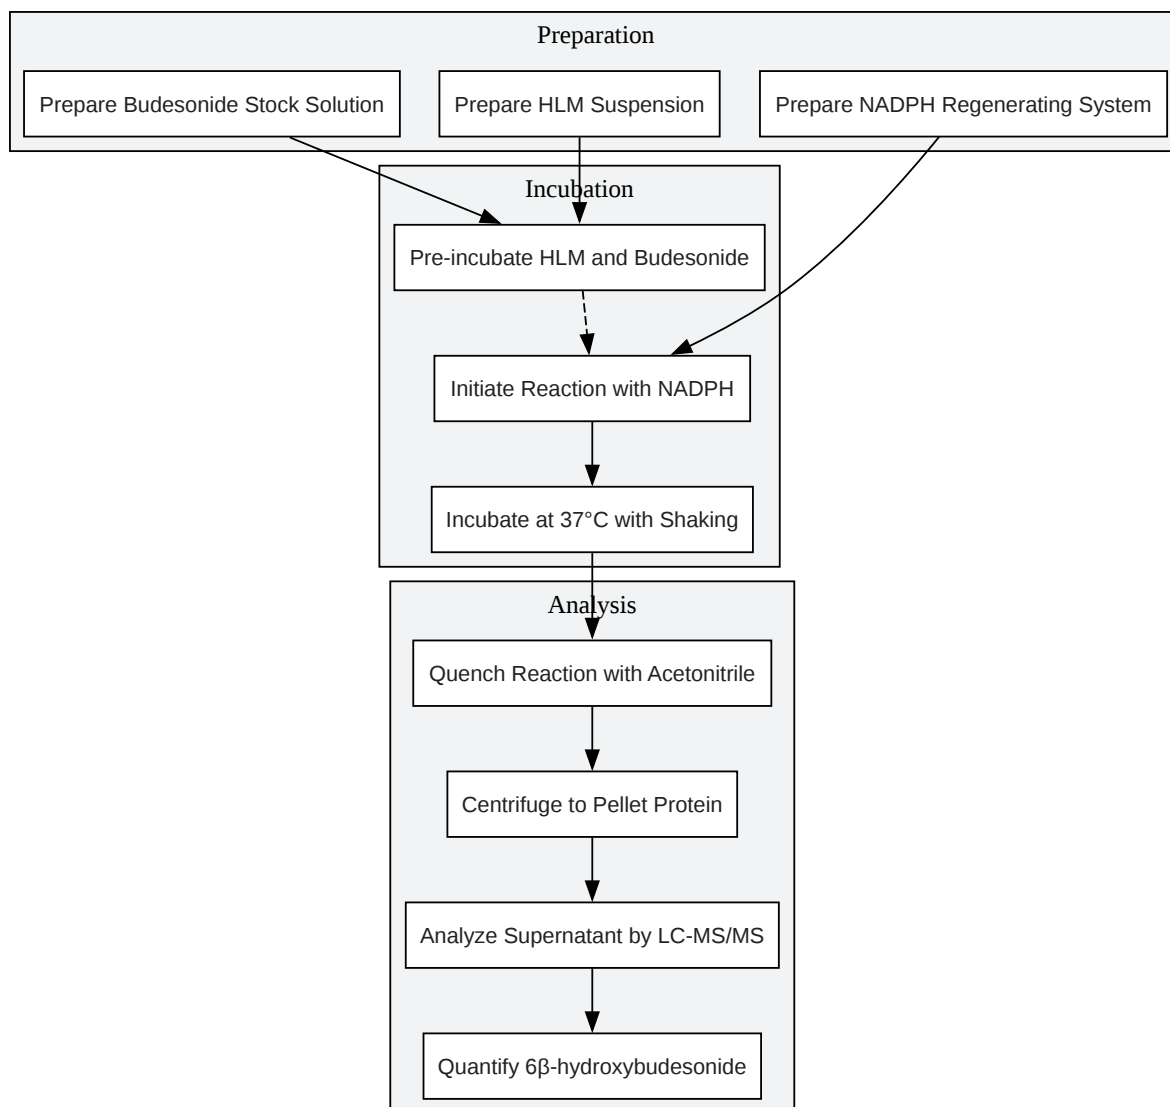 Preparation
Prepare Budesonide Stock Solution
Prepare HLM Suspension
Prepare NADPH Regenerating System
Incubation
Pre-incubate HLM and Budesonide
Initiate Reaction with NADPH
Incubate at 37°C with Shaking
Analysis
Quench Reaction with Acetonitrile
Centrifuge to Pellet Protein
Analyze Supernatant by LC-MS/MS
Quantify 6β-hydroxybudesonide